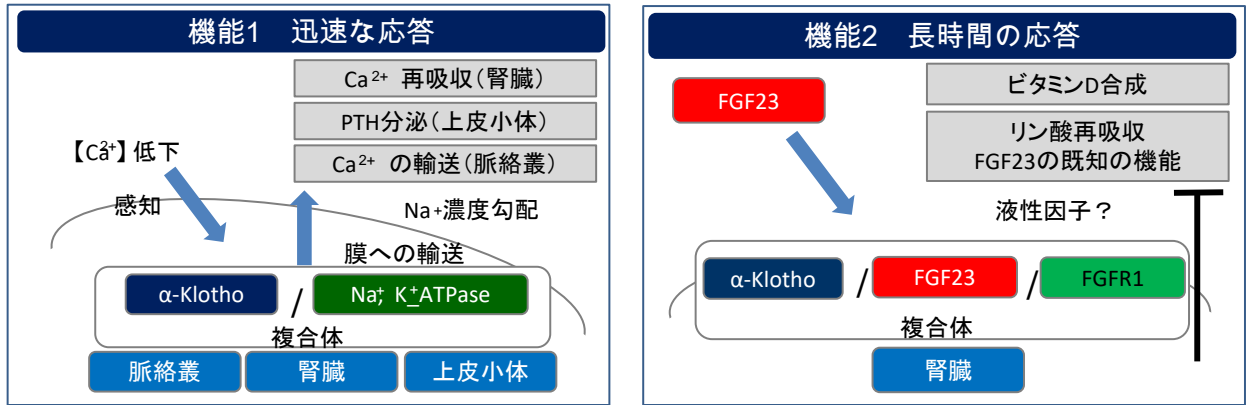 機能1 迅速な応答
Ca2+ 再吸収(腎臓)
PTH分泌(上皮小体)
Ca2+ の輸送(脈絡叢)
【Ca2+】低下
感知
Na+濃度勾配
膜への輸送
α-Klotho / Na+, K+_ATPase
複合体
脈絡叢 腎臓 上皮小体
機能2 長時間の応答
FGF23
ビタミンD合成
リン酸再吸収
FGF23の既知の機能
液性因子?
α-Klotho / FGF23 / FGFR1
複合体
腎臓